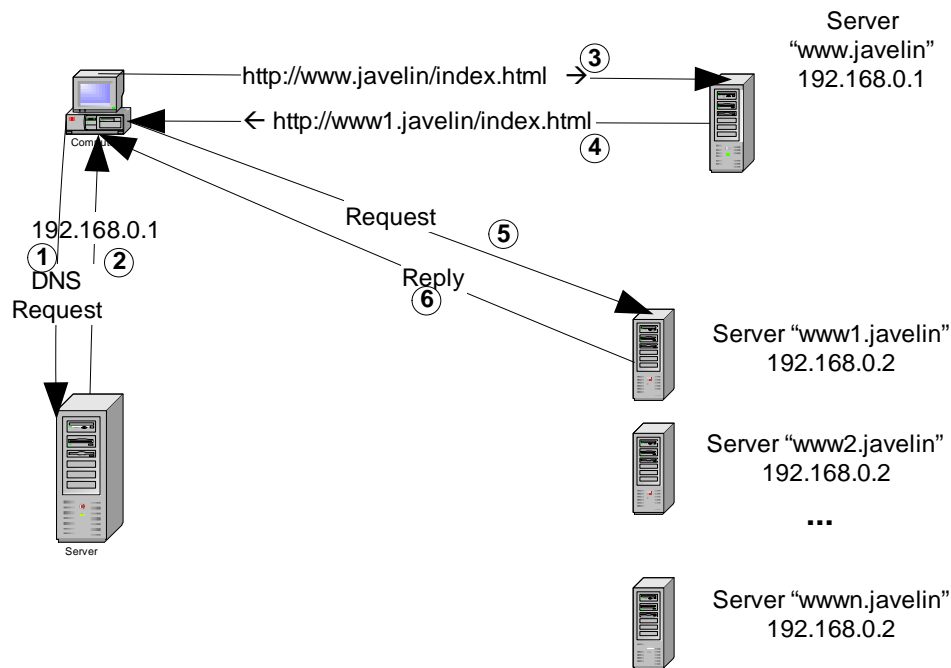 Server
“www.javelin”
192.168.0.1
3
http://www.javelin/index.html →
← http://www1.javelin/index.html
4
Comput
Request
5
192.168.0.1
1
2
DNS
Request
Reply
6
Server “www1.javelin”
192.168.0.2
Server “www2.javelin”
192.168.0.2
...
Server
Server “wwwn.javelin”
192.168.0.2